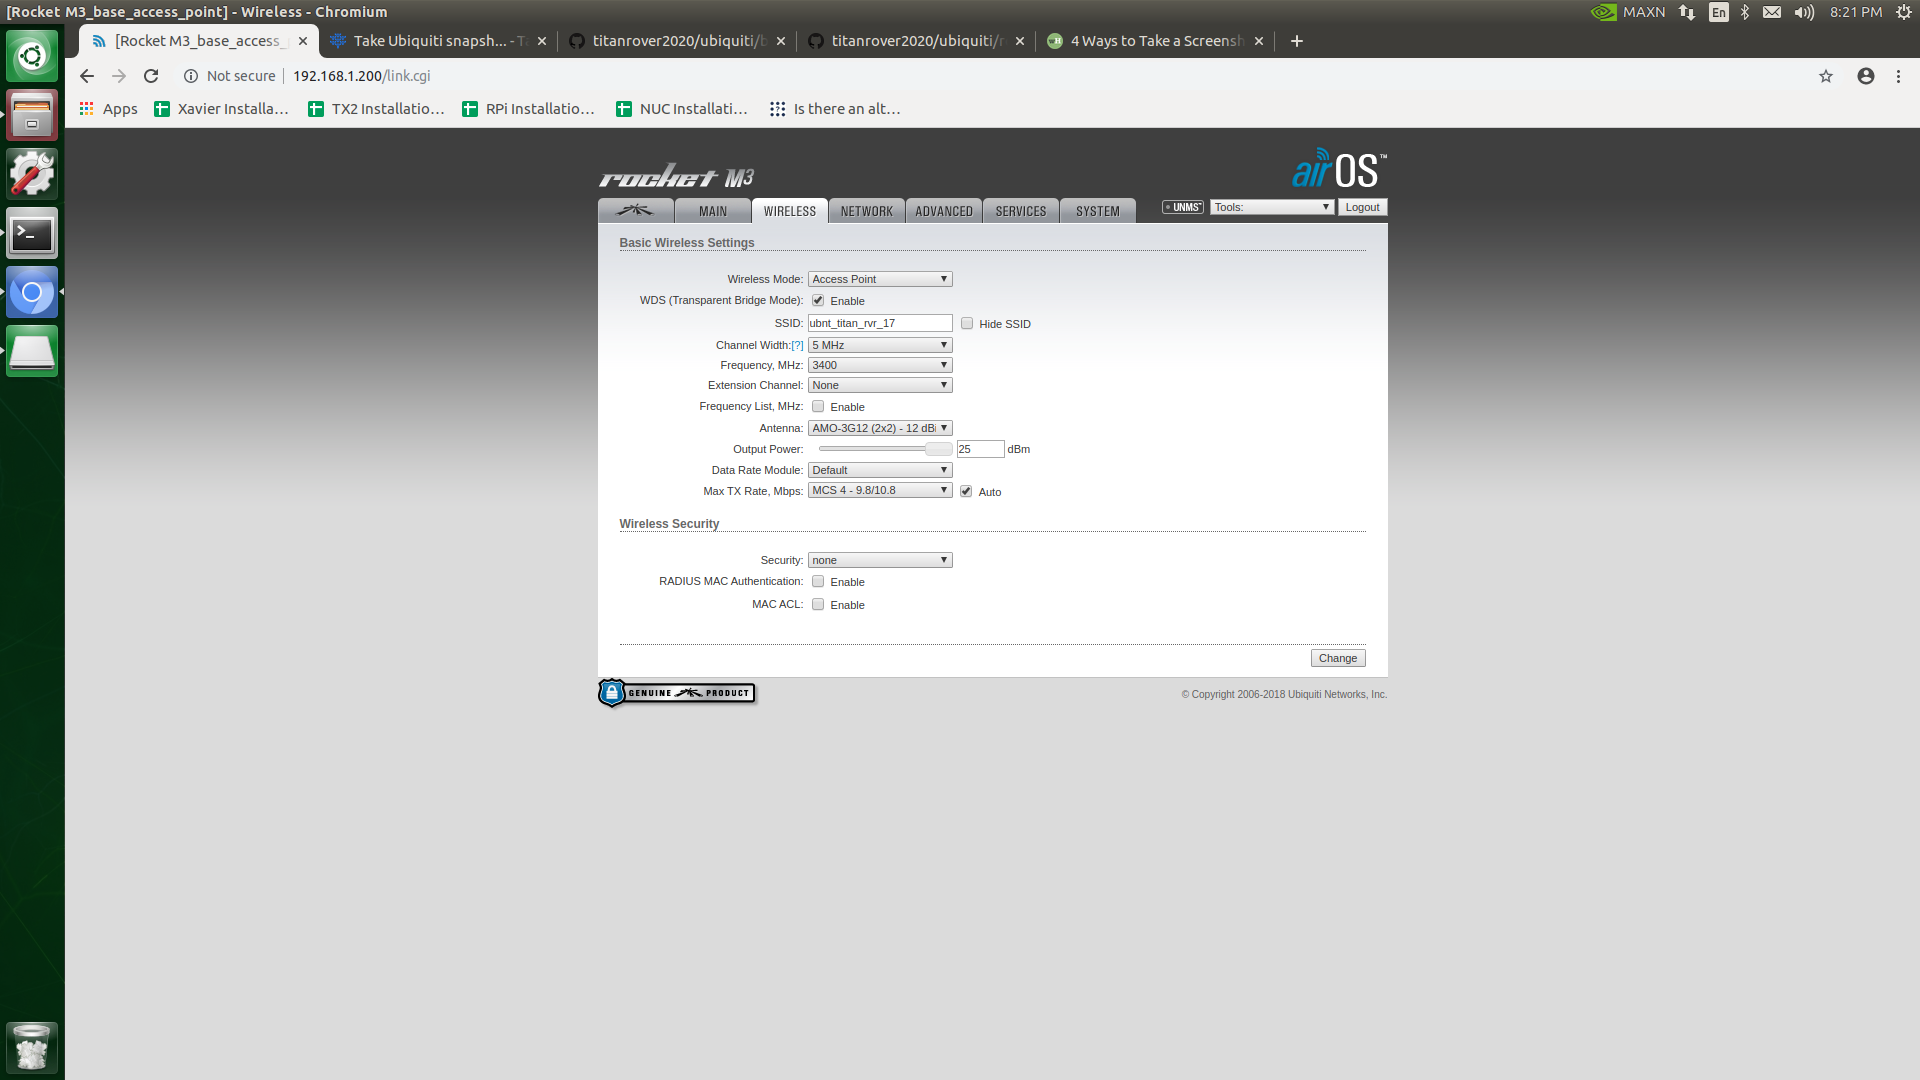 [Rocket M3_base_access_point] - Wireless - Chromium
MAXN En 8:21 PM
[Rocket M3_base_access_
Take Ubiquiti snapsh... - T
titanrover2020/ubiquiti/b
titanrover2020/ubiquiti/r
4 Ways to Take a Screensh
Not secure 192.168.1.200/link.cgi
Apps Xavier Installa... TX2 Installatio... RPi Installatio... NUC Installati... Is there an alt...
rocket M3
airOS™
MAIN WIRELESS NETWORK ADVANCED SERVICES SYSTEM UNMS™ Tools: Logout
Basic Wireless Settings
Wireless Mode: Access Point
WDS (Transparent Bridge Mode): Enable
SSID: ubnt_titan_rvr_17 Hide SSID
Channel Width:[?] 5 MHz
Frequency, MHz: 3400
Extension Channel: None
Frequency List, MHz: Enable
Antenna: AMO-3G12 (2x2) - 12 dBi
Output Power: 25 dBm
Data Rate Module: Default
Max TX Rate, Mbps: MCS 4 - 9.8/10.8 Auto
Wireless Security
Security: none
RADIUS MAC Authentication: Enable
MAC ACL: Enable
Change
GENUINE PRODUCT
© Copyright 2006-2018 Ubiquiti Networks, Inc.